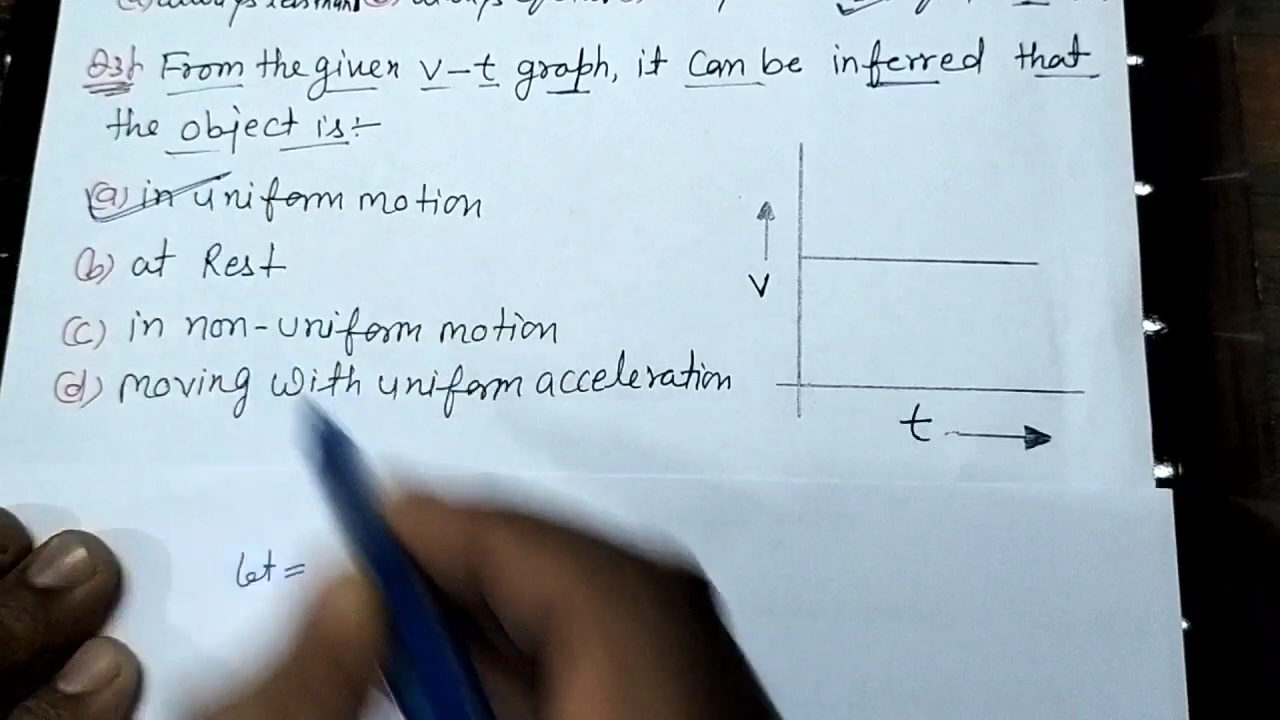 Q3 From the given v-t graph, it can be inferred that
the object is:-
(a) in uniform motion
(b) at Rest
(c) in non-uniform motion
(d) moving with uniform acceleration
V
t
let =